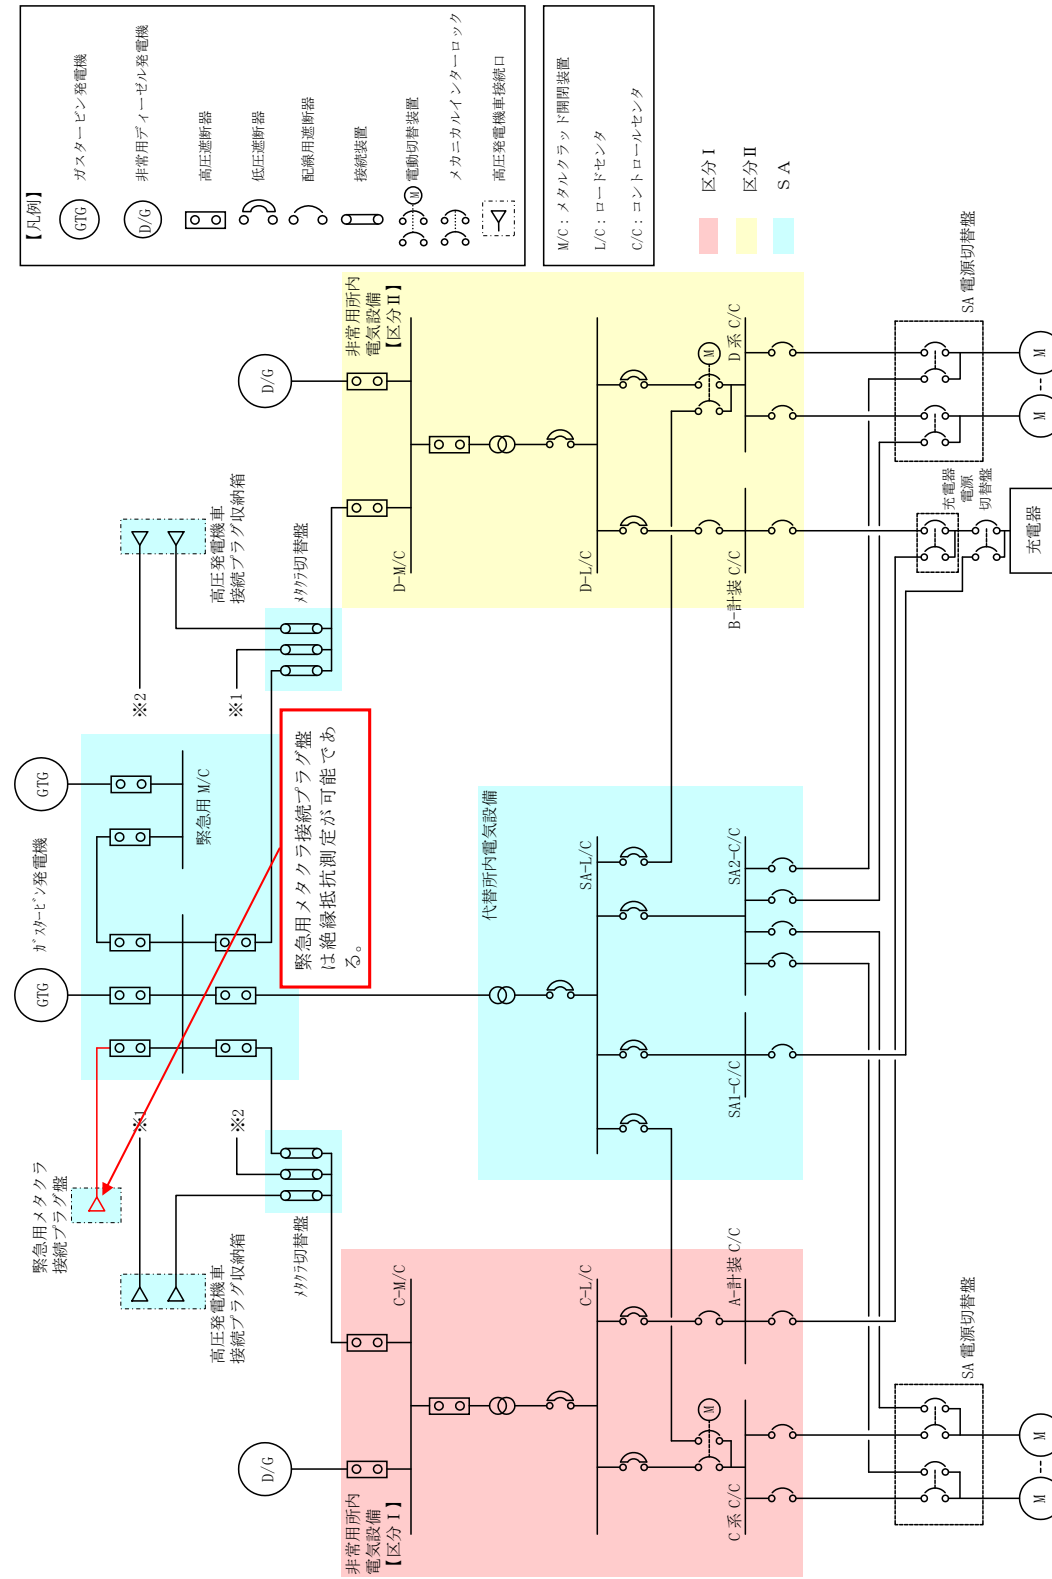 【凡例】
GTG
ガスタービン発電機
D/G
非常用ディーゼル発電機
高圧遮断器
低圧遮断器
配線用遮断器
接続装置
M
電動切替装置
メカニカルインターロック
高圧発電機車接続口
M/C：メタルクラッド開閉装置
L/C：ロードセンタ
C/C：コントロールセンタ
区分Ⅰ
区分Ⅱ
ＳＡ
緊急用メタクラ
接続プラグ盤
高圧発電機車
接続プラグ収納箱
※1
※2
メタクラ切替盤
GTG
ガスタービン発電機
GTG
緊急用 M/C
緊急用メタクラ接続プラグ盤
は絶縁抵抗測定が可能であ
る。
※2
※1
高圧発電機車
接続プラグ収納箱
メタクラ切替盤
D/G
非常用所内
電気設備
【区分Ⅰ】
C-M/C
C-L/C
M
C 系 C/C
A-計装 C/C
代替所内電気設備
SA-L/C
SA1-C/C
SA2-C/C
D/G
非常用所内
電気設備
【区分Ⅱ】
D-M/C
D-L/C
M
B-計装 C/C
D 系 C/C
SA 電源切替盤
M
M
充電器
電源
切替盤
充電器
SA 電源切替盤
M
M